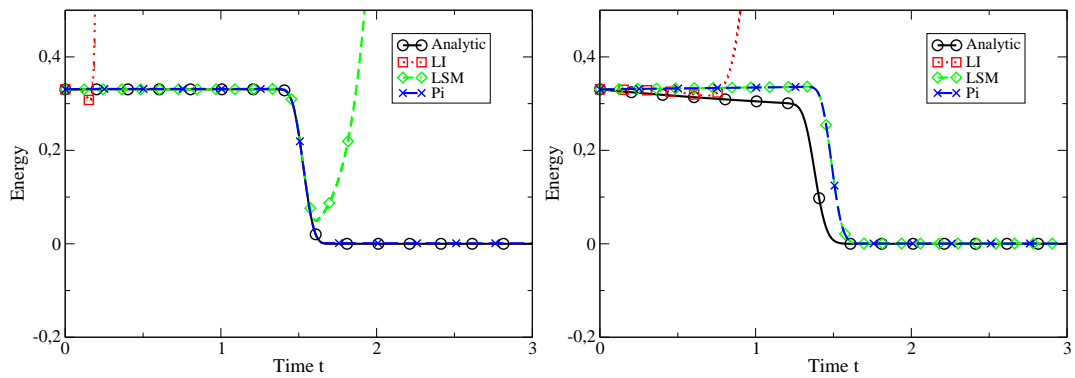 Analytic
LI
LSM
Pi
0,4
0,2
0
-0,2
Energy
0
1
2
3
Time t
Analytic
LI
LSM
Pi
0,4
0,2
0
-0,2
Energy
0
1
2
3
Time t